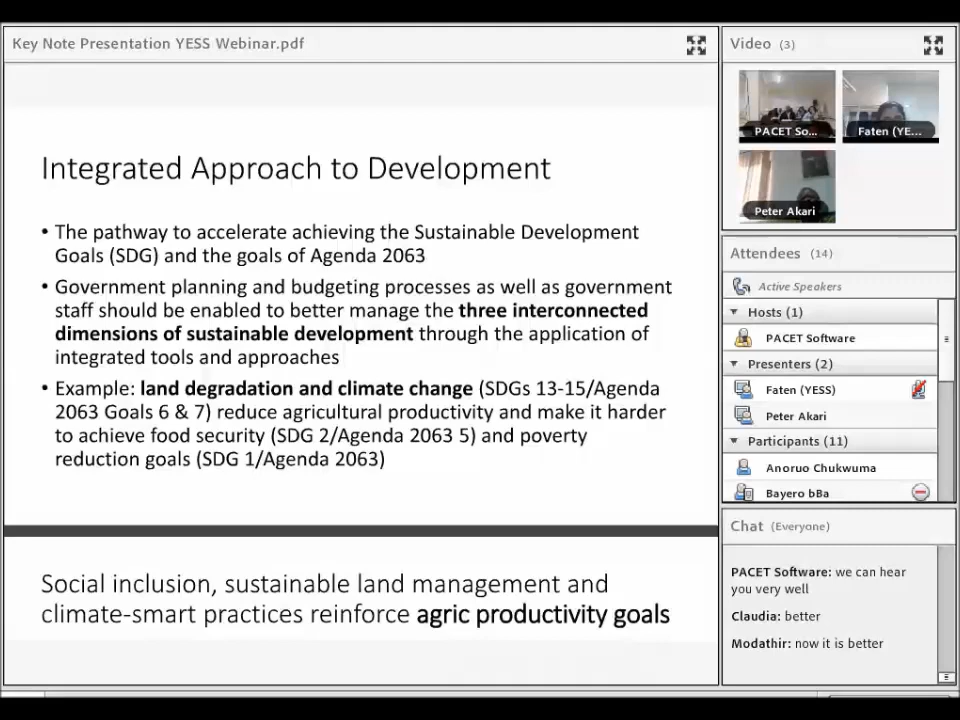 Key Note Presentation YESS Webinar.pdf
Integrated Approach to Development
• The pathway to accelerate achieving the Sustainable Development
Goals (SDG) and the goals of Agenda 2063
• Government planning and budgeting processes as well as government
staff should be enabled to better manage the three interconnected
dimensions of sustainable development through the application of
integrated tools and approaches
• Example: land degradation and climate change (SDGs 13-15/Agenda
2063 Goals 6 & 7) reduce agricultural productivity and make it harder
to achieve food security (SDG 2/Agenda 2063 5) and poverty
reduction goals (SDG 1/Agenda 2063)
Social inclusion, sustainable land management and
climate-smart practices reinforce agric productivity goals
Video (3)
PACET So...
Faten (YE...
Peter Akari
Attendees (14)
Active Speakers
Hosts (1)
PACET Software
Presenters (2)
Faten (YESS)
Peter Akari
Participants (11)
Anoruo Chukwuma
Bayero bBa
Chat (Everyone)
PACET Software: we can hear
you very well
Claudia: better
Modathir: now it is better